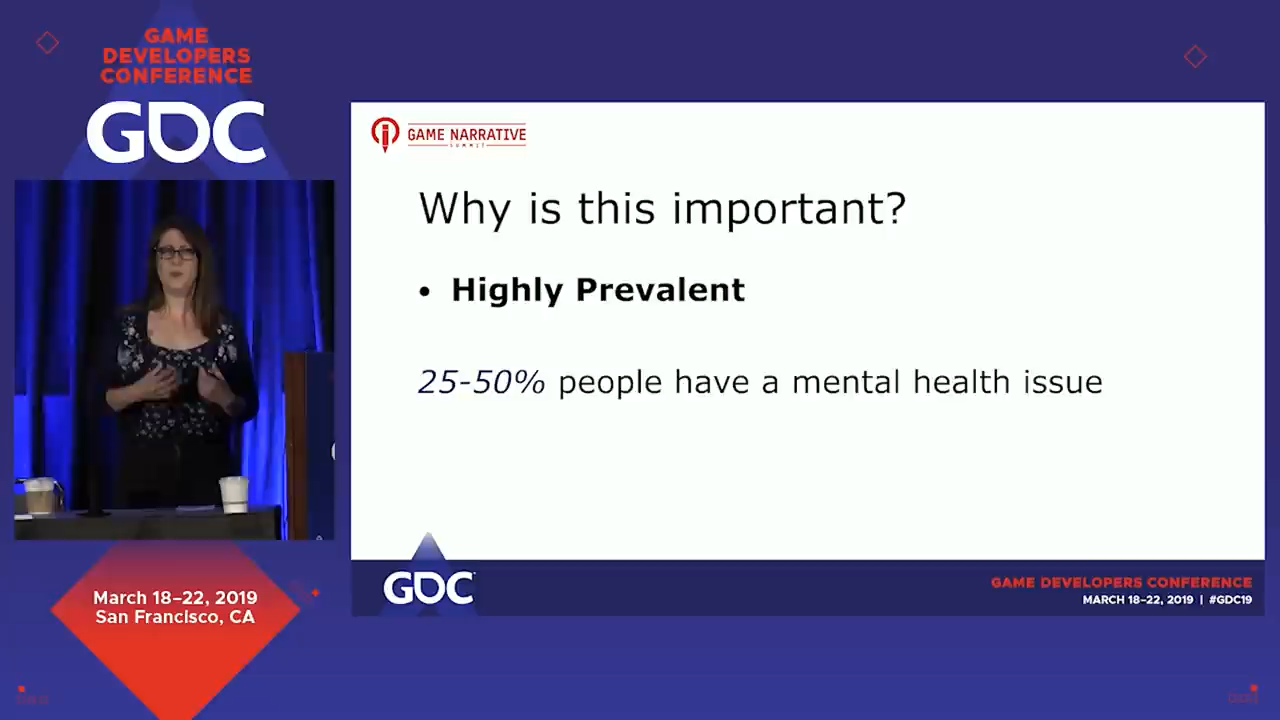 GAME
DEVELOPERS
CONFERENCE
GDC
GAME NARRATIVE
SUMMIT
Why is this important?
• Highly Prevalent
25-50% people have a mental health issue
March 18–22, 2019
San Francisco, CA
GDC
GAME DEVELOPERS CONFERENCE
MARCH 18–22, 2019 | #GDC19